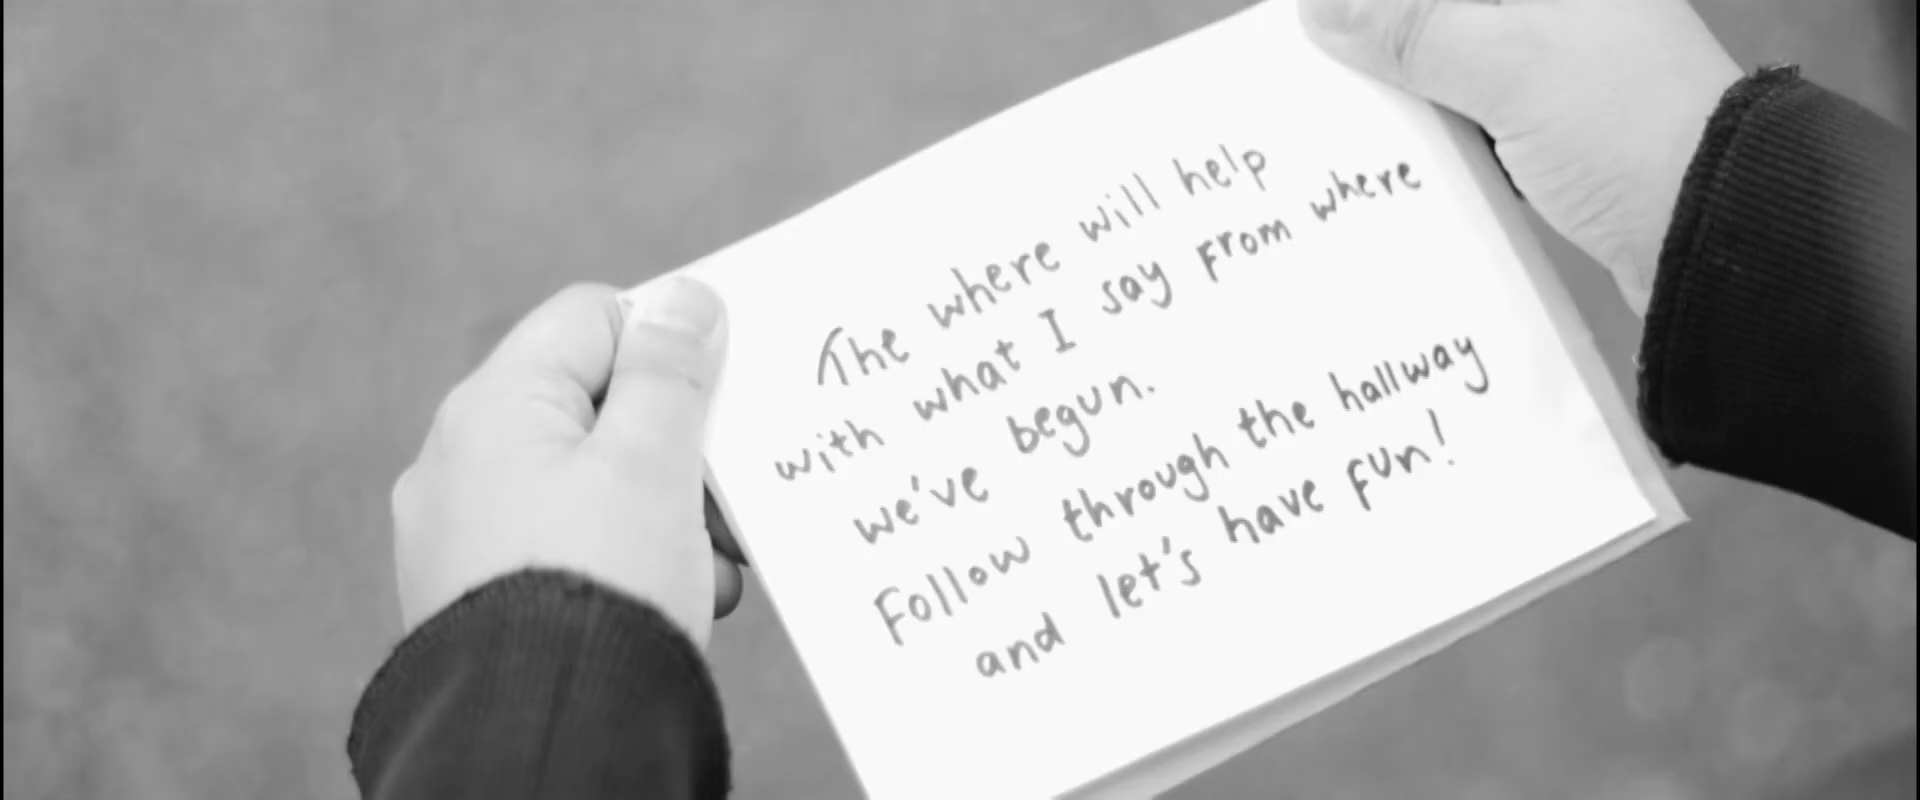 The where will help
with what I say from where
we've begun.
Follow through the hallway
and let's have fun!